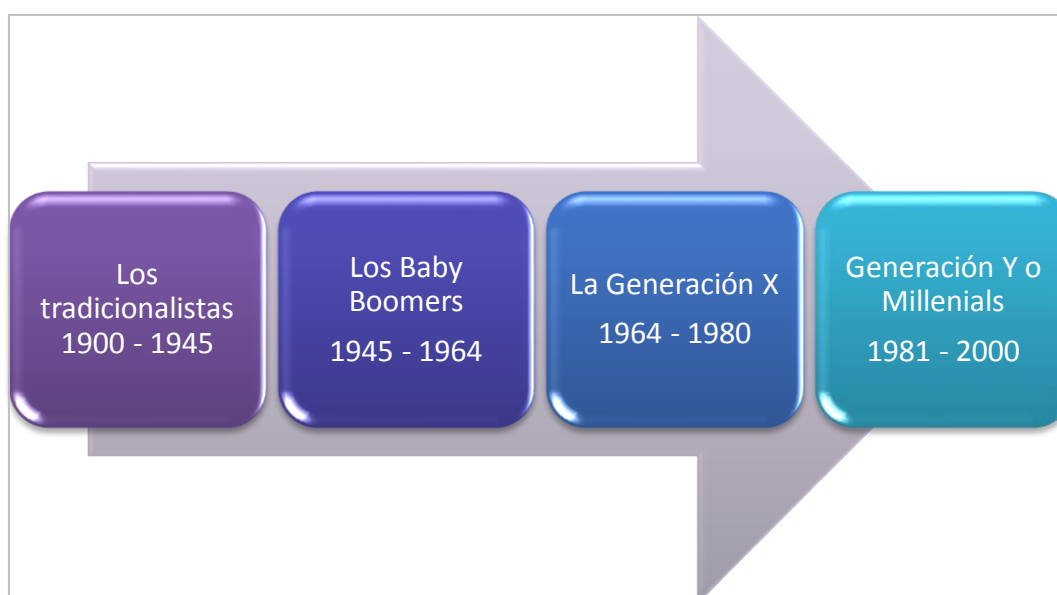 Los
tradicionalistas
1900 - 1945
Los Baby
Boomers
1945 - 1964
La Generación X
1964 - 1980
Generación Y o
Millenials
1981 - 2000